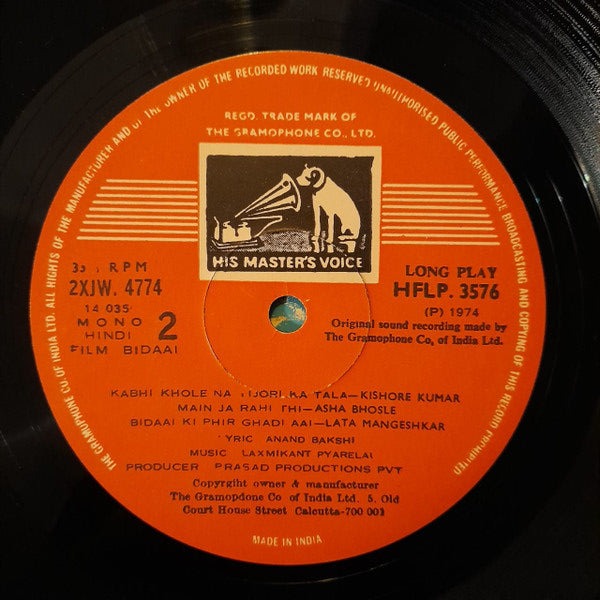 THE GRAMOPHONE CO. OF INDIA LTD. ALL RIGHTS OF THE MANUFACTURER AND OF THE OWNER OF THE RECORDED WORK RESERVED UNAUTHORISED PUBLIC PERFORMANCE BROADCASTING AND COPYING OF THIS RECORD PROHIBITED
REGD. TRADE MARK OF
THE GRAMOPHONE CO., LTD.
HIS MASTER'S VOICE
RPM
2XJW. 4774
14 035
MONO
HINDI
2
FILM BIDAAI
LONG PLAY
HFLP. 3576
(P) 1974
Original sound recording made by
The Gramophone Co, of India Ltd.
KABHI KHOLE NA TIJORI KA TALA—KISHORE KUMAR
MAIN JA RAHI THI—ASHA BHOSLE
BIDAAI KI PHIR GHADI AAI—LATA MANGESHKAR
LYRIC ANAND BAKSHI
MUSIC LAXMIKANT PYARELAL
PRODUCER PRASAD PRODUCTIONS PVT
Copyrgiht owner & manufacturer
The Gramopdone Co of India Ltd. 5, Old
Court House Street Calcutta-700 001
MADE IN INDIA